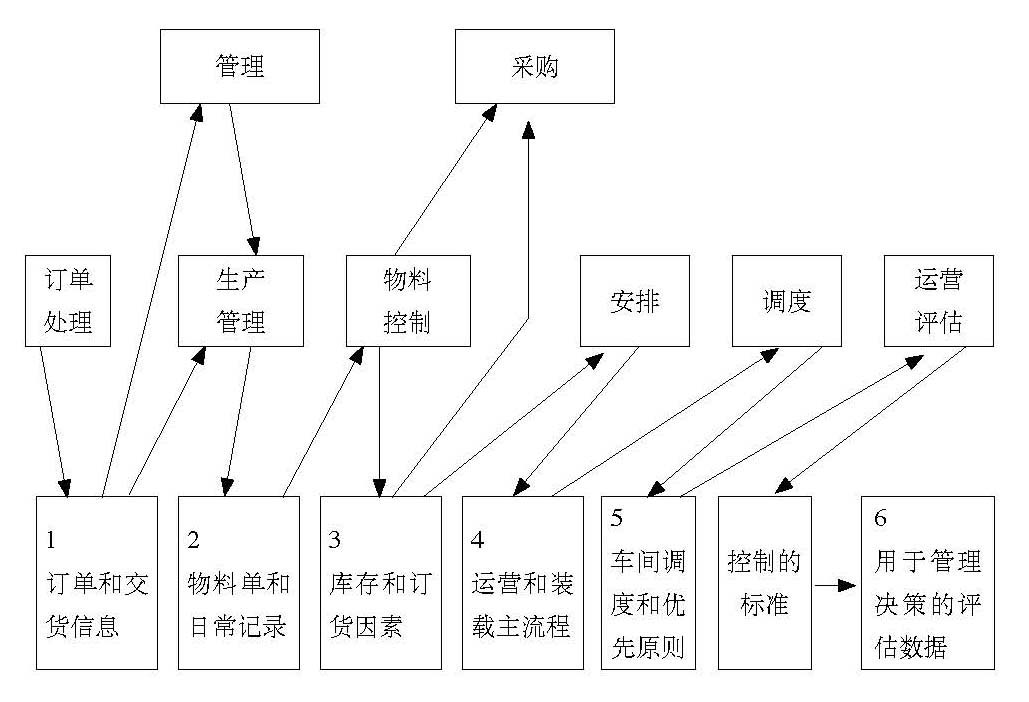 管理
采购
订单
处理
生产
管理
物料
控制
安排
调度
运营
评估
1
订单和交
货信息
2
物料单和
日常记录
3
库存和订
货因素
4
运营和装
载主流程
5
车间调
度和优
先原则
控制的
标准
6
用于管理
决策的评
估数据